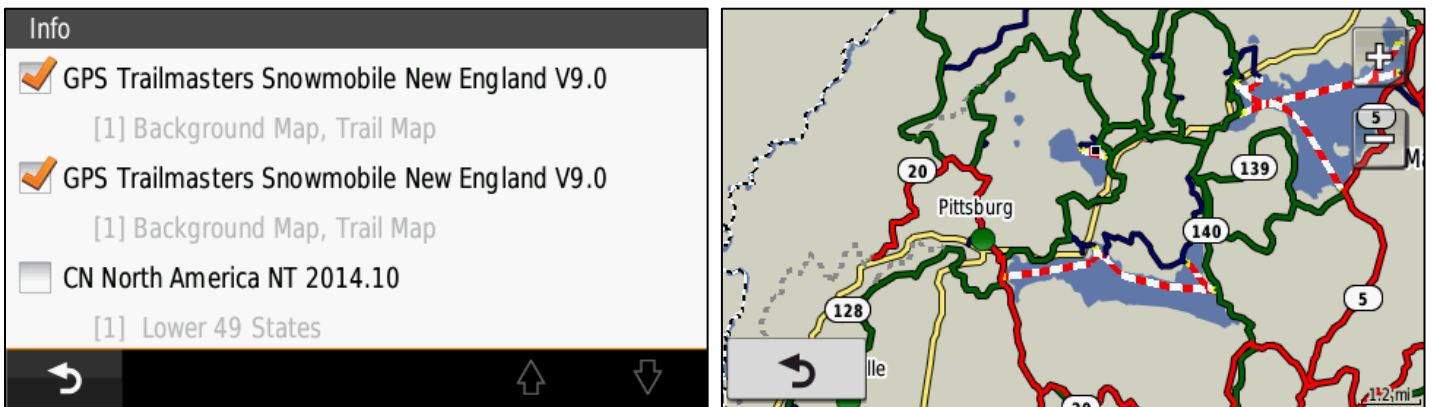 Info
GPS Trailmasters Snowmobile New England V9.0
[1] Background Map, Trail Map
GPS Trailmasters Snowmobile New England V9.0
[1] Background Map, Trail Map
CN North America NT 2014.10
[1] Lower 49 States
5
Ma
139
20
Pittsburg
140
5
128
lle
20
1.2 mi